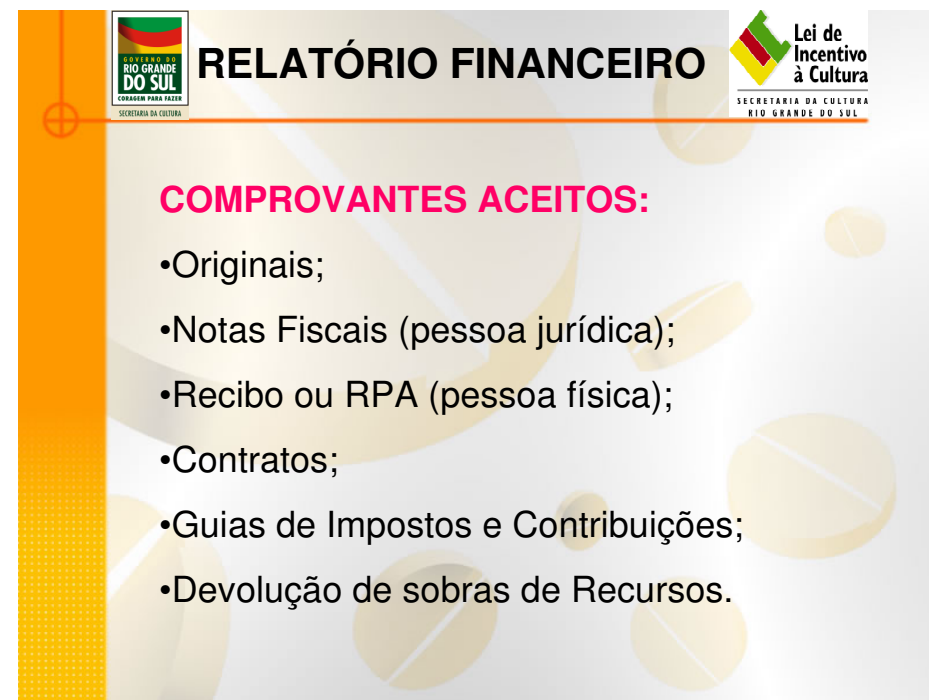 GOVERNO DO
RIO GRANDE
DO SUL
CORAGEM PARA FAZER
SECRETARIA DA CULTURA
RELATÓRIO FINANCEIRO
Lei de
Incentivo
à Cultura
SECRETARIA DA CULTURA
RIO GRANDE DO SUL
COMPROVANTES ACEITOS:
•Originais;
•Notas Fiscais (pessoa jurídica);
•Recibo ou RPA (pessoa física);
•Contratos;
•Guias de Impostos e Contribuições;
•Devolução de sobras de Recursos.